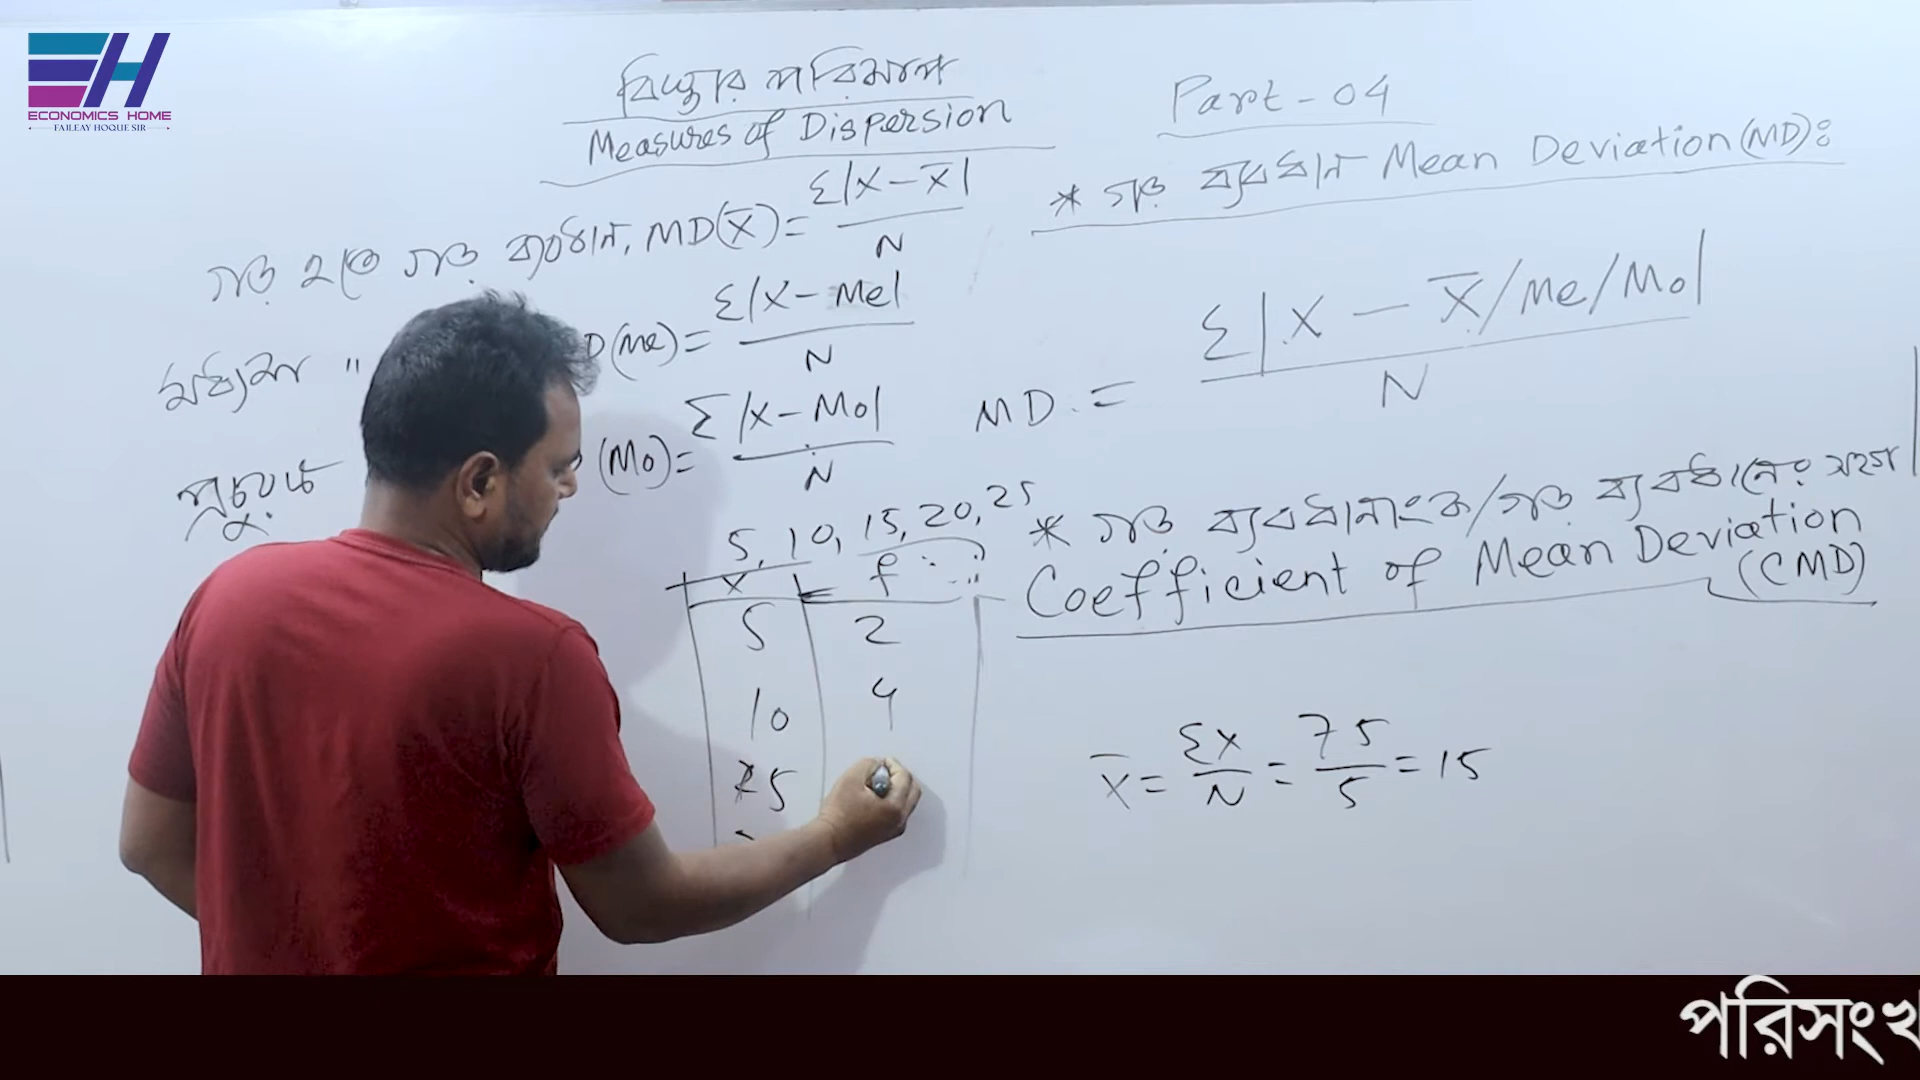 ECONOMICS HOME
FAILEAY HOQUE SIR
বিস্তার পরিমাপ
Measures of Dispersion
Part-04
* গড় ব্যবধান Mean Deviation (MD):
গড় হতে গড় ব্যবধান, MD(X̄) = Σ|X-X̄| / N
মধ্যমা " D(Me) = Σ|X-Me| / N
প্রচুরক (Mo) = Σ|X-Mo| / N
MD = Σ|X - X̄/Me/Mo| / N
5, 10, 15, 20, 25
* গড় ব্যবধানাংক/গড় ব্যবধানের সহগ
Coefficient of Mean Deviation
(CMD)
x f
5 2
10 4
15
X̄ = ΣX / N = 75 / 5 = 15
পরিসংখ